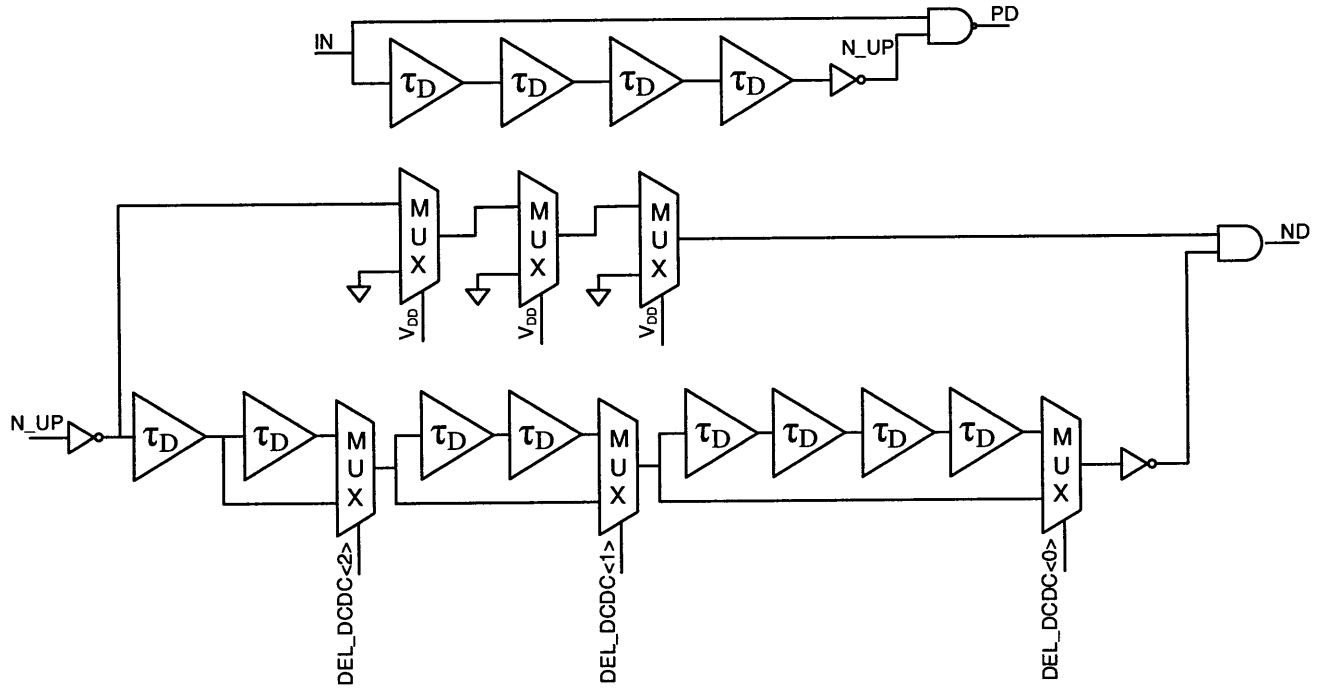 PD
IN
N_UP
τD τD τD τD
MUX MUX MUX
ND
VDD VDD VDD
N_UP
τD τD MUX τD τD MUX τD τD τD τD MUX
DEL_DCDC<2> DEL_DCDC<1> DEL_DCDC<0>